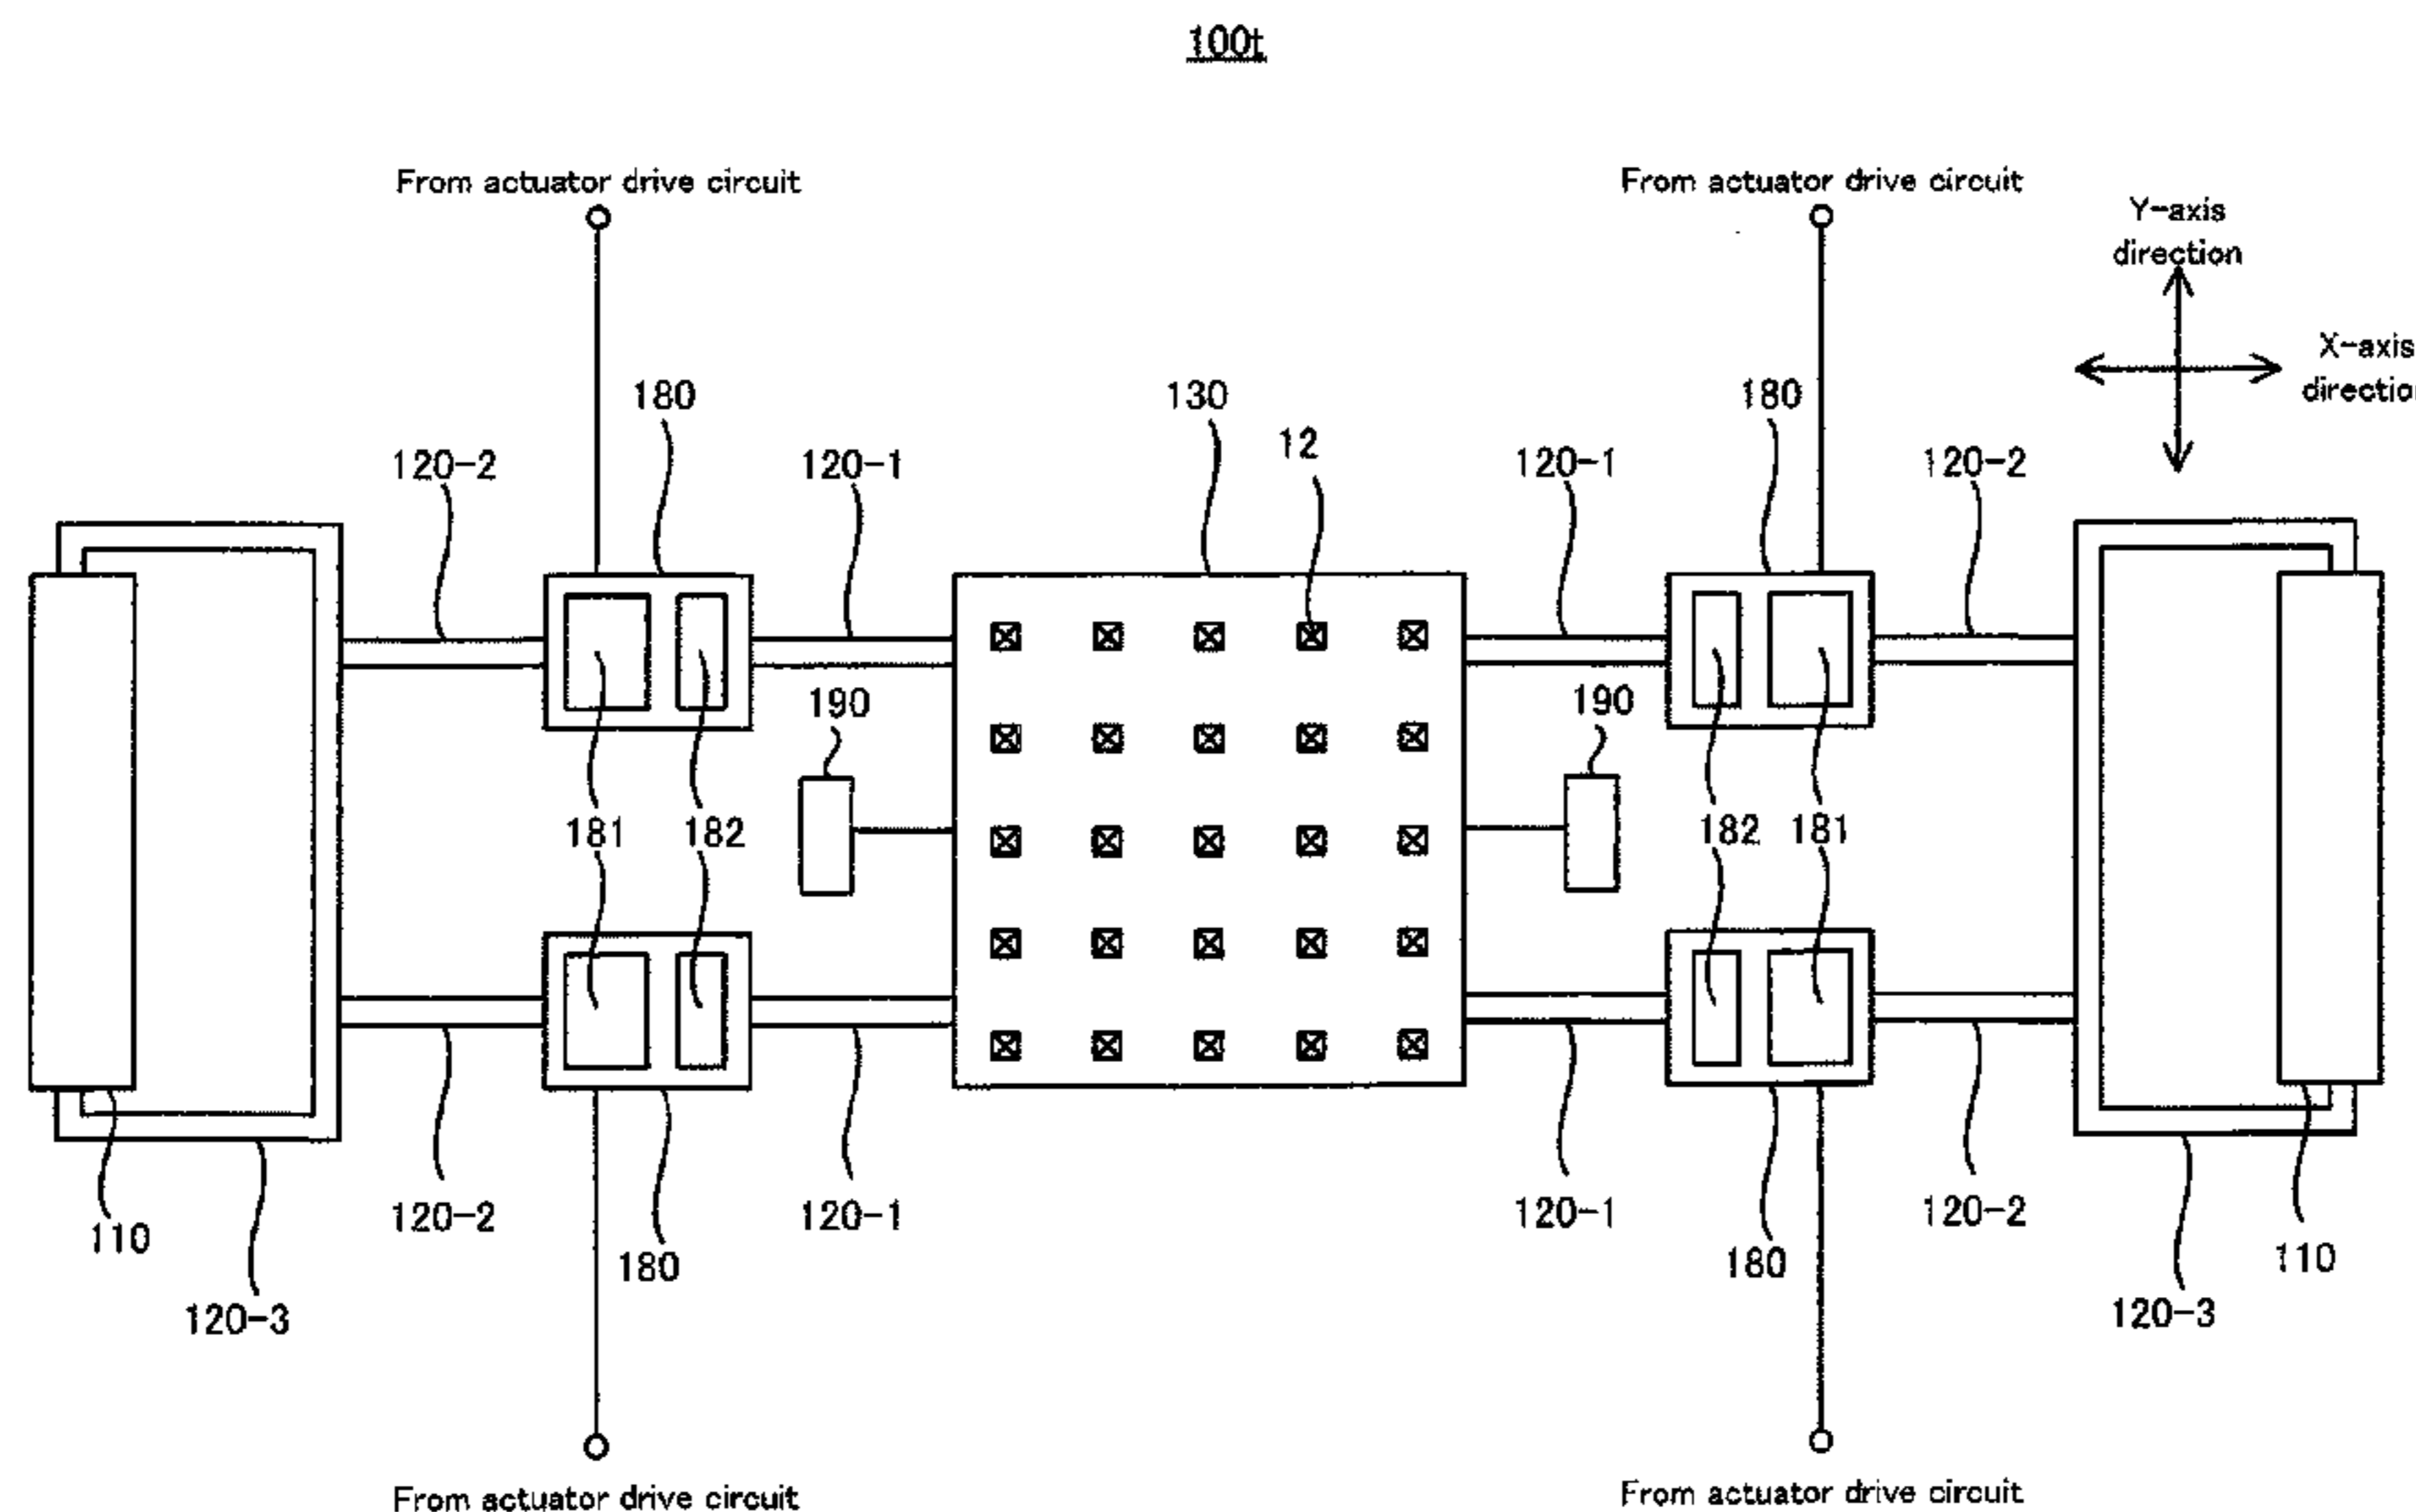 100t
From actuator drive circuit
From actuator drive circuit
Y-axis
direction
X-axis
directio
180
130
180
12
120-2
120-1
120-1
120-2
190
190
181
182
182
181
120-2
120-1
120-1
120-2
110
180
180
110
120-3
120-3
From actuator drive circuit
From actuator drive circuit